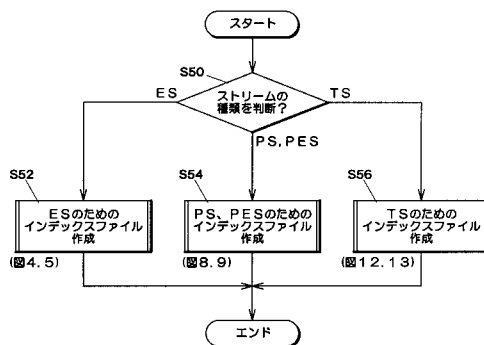 スタート
S50
ストリームの
種類を判断?
ES
TS
PS,PES
S52
ESのための
インデックスファイル
作成
S54
PS、PESのための
インデックスファイル
作成
S56
TSのための
インデックスファイル
作成
(図4.5)
(図8.9)
(図12.13)
エンド